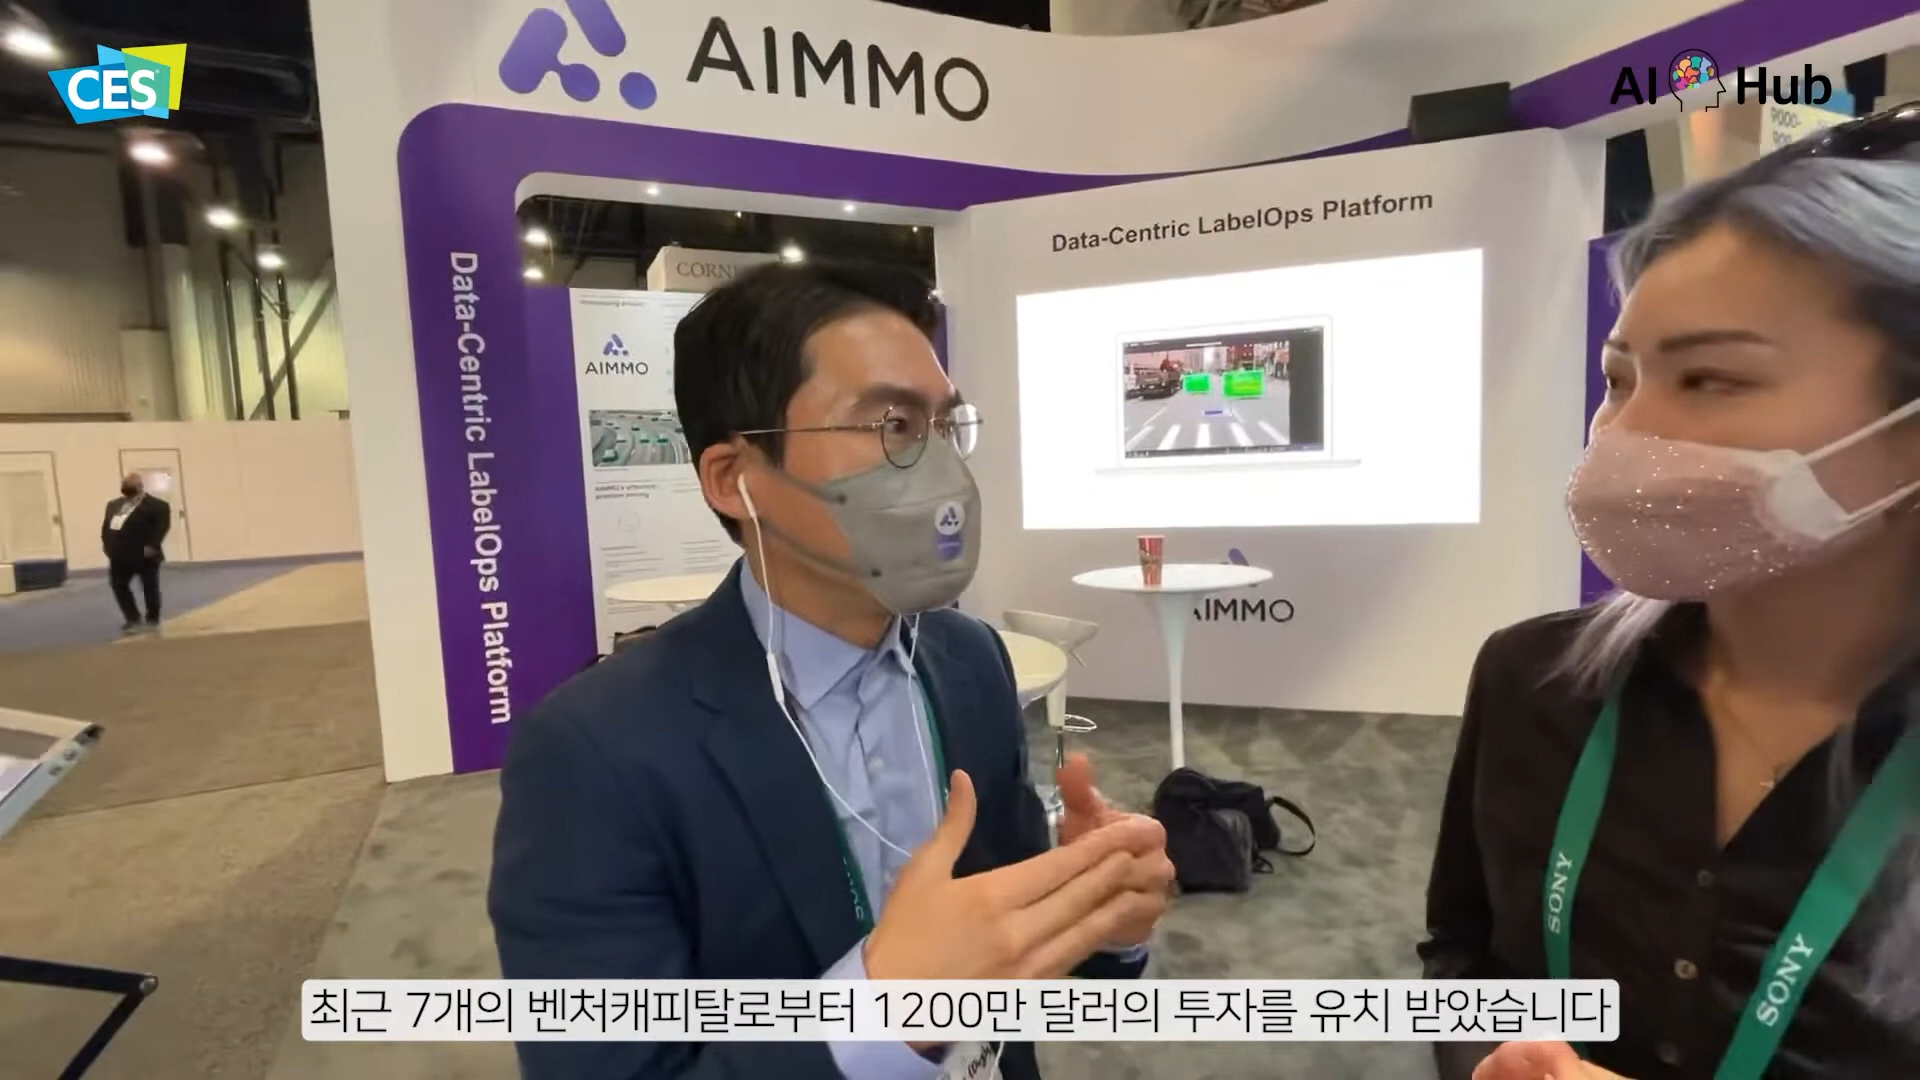 CES
AIMMO
AI Hub
9000-
Data-Centric LabelOps Platform
Data-Centric LabelOps Platform
AIMMO
AIMMO
SONY
SONY
최근 7개의 벤처캐피탈로부터 1200만 달러의 투자를 유치 받았습니다